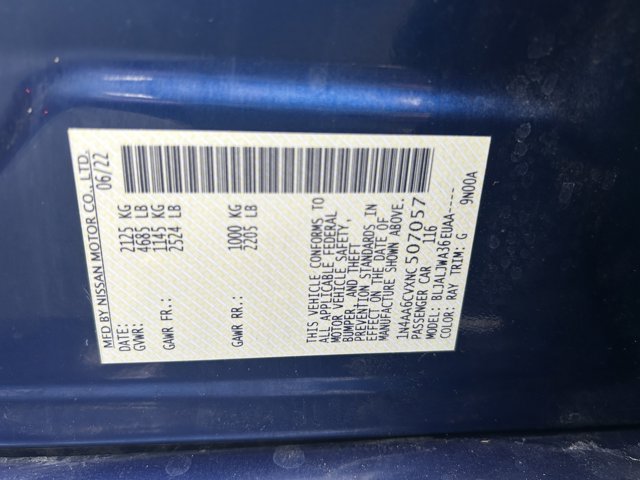 MFD BY NISSAN MOTOR CO., LTD.
06/22
GVWR: 2125 KG
4685 LB
GAWR FR.: 1145 KG
2524 LB
GAWR RR.: 1000 KG
2205 LB
THIS VEHICLE CONFORMS TO
ALL APPLICABLE FEDERAL
MOTOR VEHICLE SAFETY,
BUMPER, AND THEFT
PREVENTION STANDARDS IN
EFFECT ON THE DATE OF
MANUFACTURE SHOWN ABOVE.
1N4AA6CVXNC507057
PASSENGER CAR 116
MODEL: BLJALJWA36EUAA----
COLOR: RAY TRIM: G 9N00A